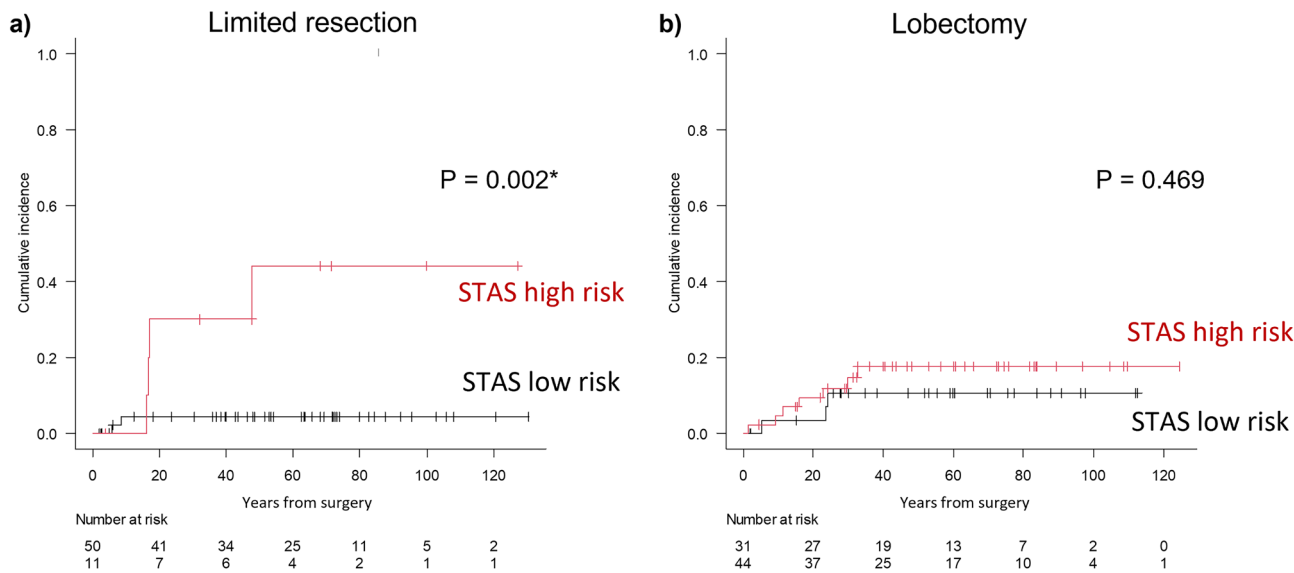 a) Limited resection
1.0
0.8
0.6
0.4
0.2
0.0
Cumulative incidence
P = 0.002*
STAS high risk
STAS low risk
0 20 40 60 80 100 120
Years from surgery
Number at risk
50 41 34 25 11 5 2
11 7 6 4 2 1 1
b) Lobectomy
1.0
0.8
0.6
0.4
0.2
0.0
Cumulative incidence
P = 0.469
STAS high risk
STAS low risk
0 20 40 60 80 100 120
Years from surgery
Number at risk
31 27 19 13 7 2 0
44 37 25 17 10 4 1